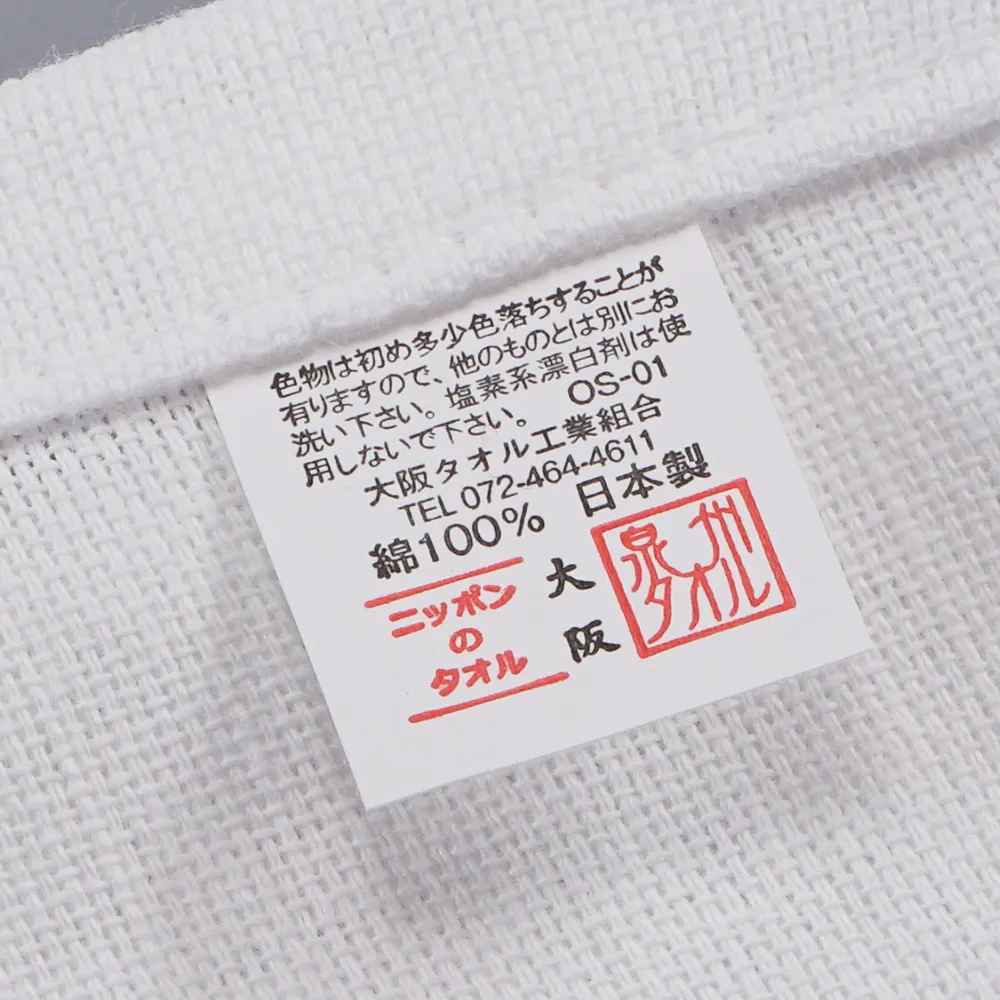 色物は初め多少色落ちすることが
有りますので、他のものとは別にお
洗い下さい。塩素系漂白剤は使
用しないで下さい。 OS-01
大阪タオル工業組合
TEL 072-464-4611
綿100% 日本製
ニッポン
の
タオル
大
阪
泉州
タオル